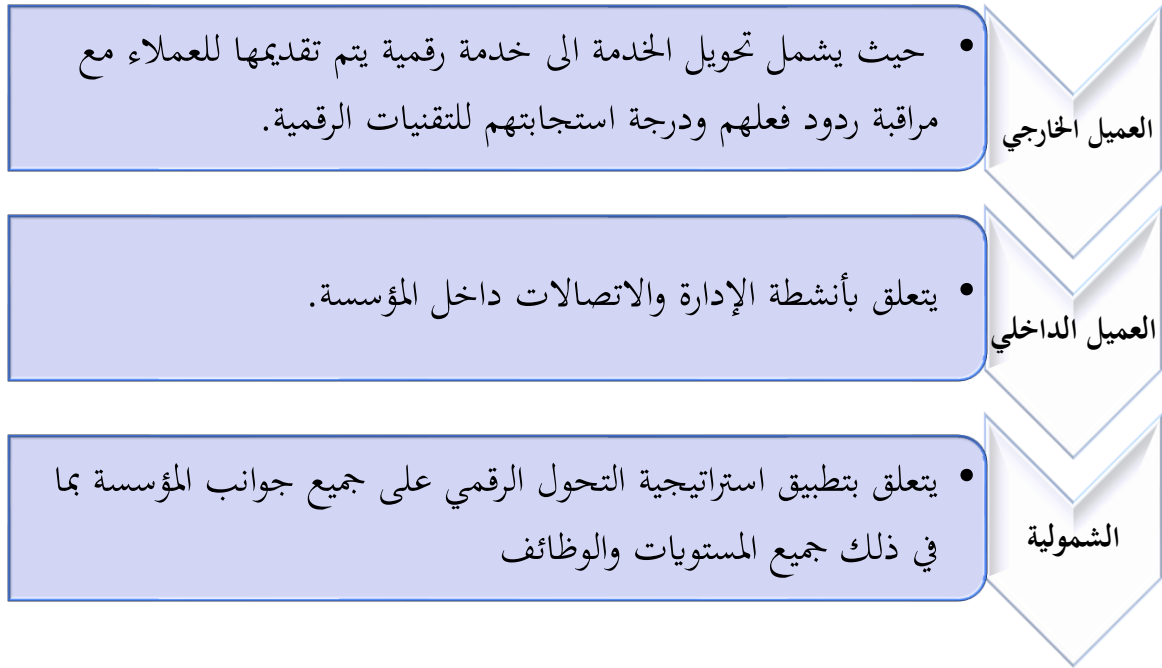 العميل الخارجي
• حيث يشمل تحويل الخدمة الى خدمة رقمية يتم تقديمها للعملاء مع
مراقبة ردود فعلهم ودرجة استجابتهم للتقنيات الرقمية.
العميل الداخلي
• يتعلق بأنشطة الإدارة والاتصالات داخل المؤسسة.
الشمولية
• يتعلق بتطبيق استراتيجية التحول الرقمي على جميع جوانب المؤسسة بما
في ذلك جميع المستويات والوظائف